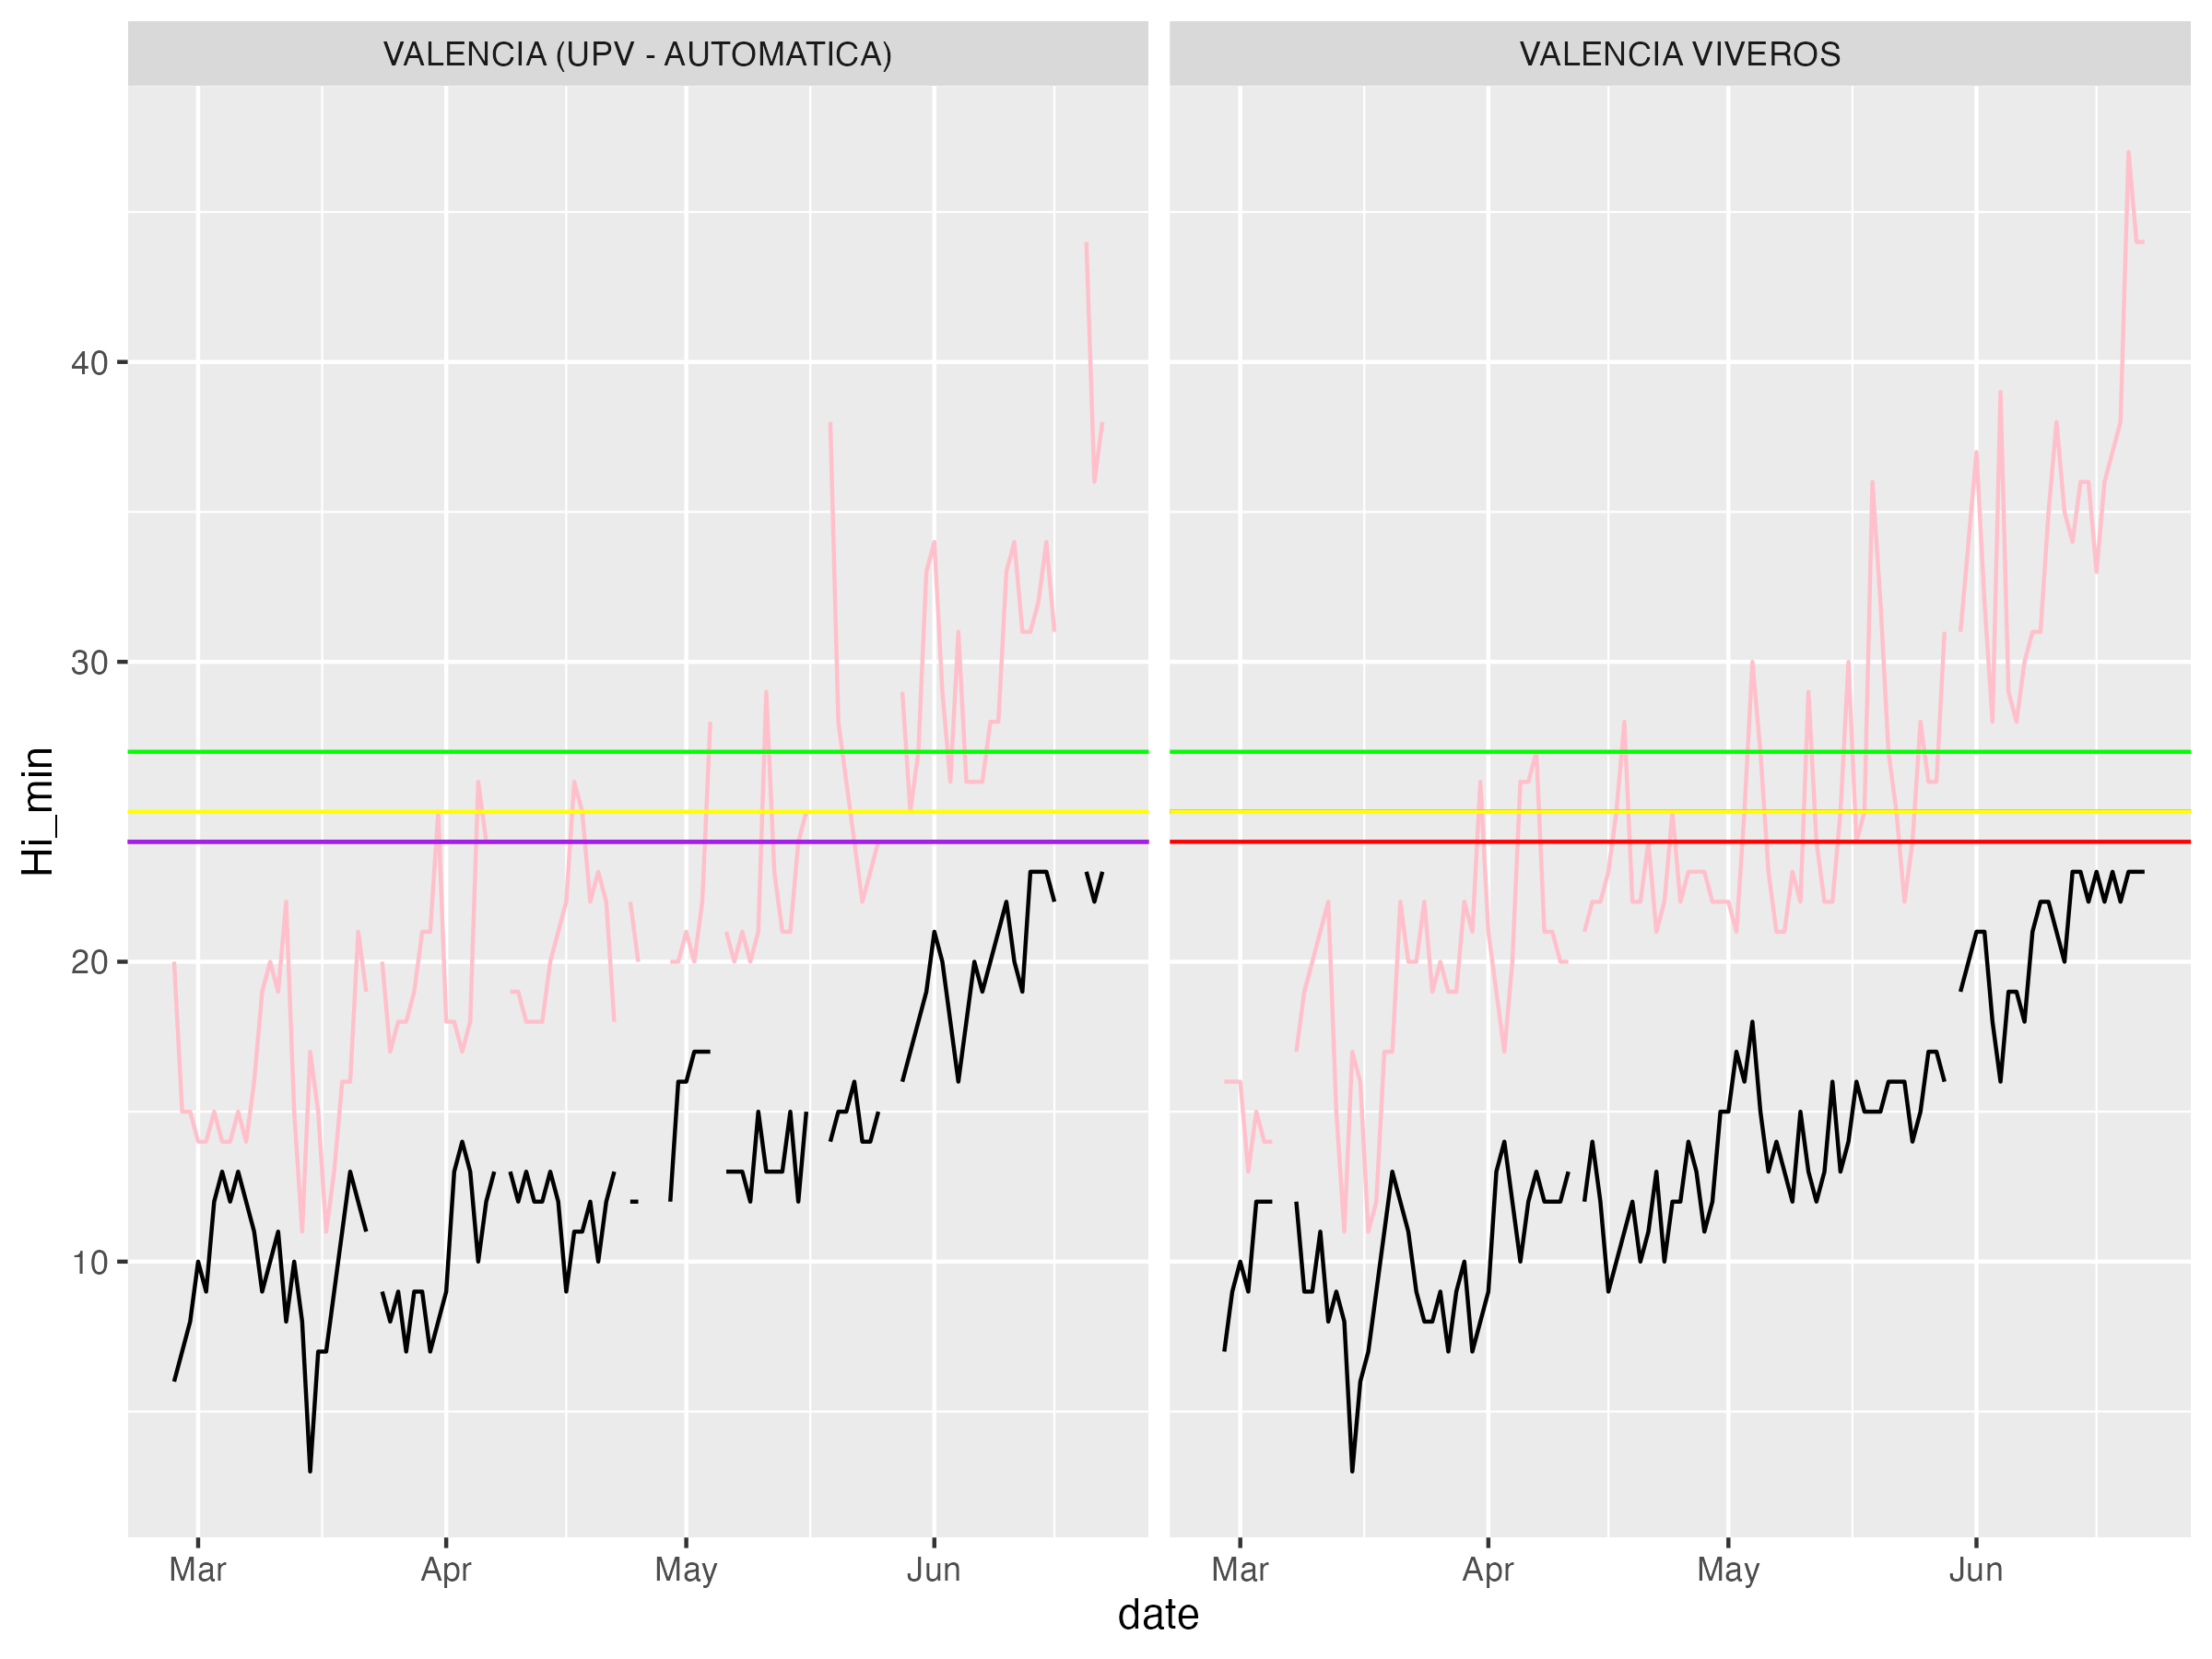 VALENCIA (UPV - AUTOMATICA)
VALENCIA VIVEROS
Hi_min
40
30
20
10
Mar Apr May Jun
Mar Apr May Jun
date